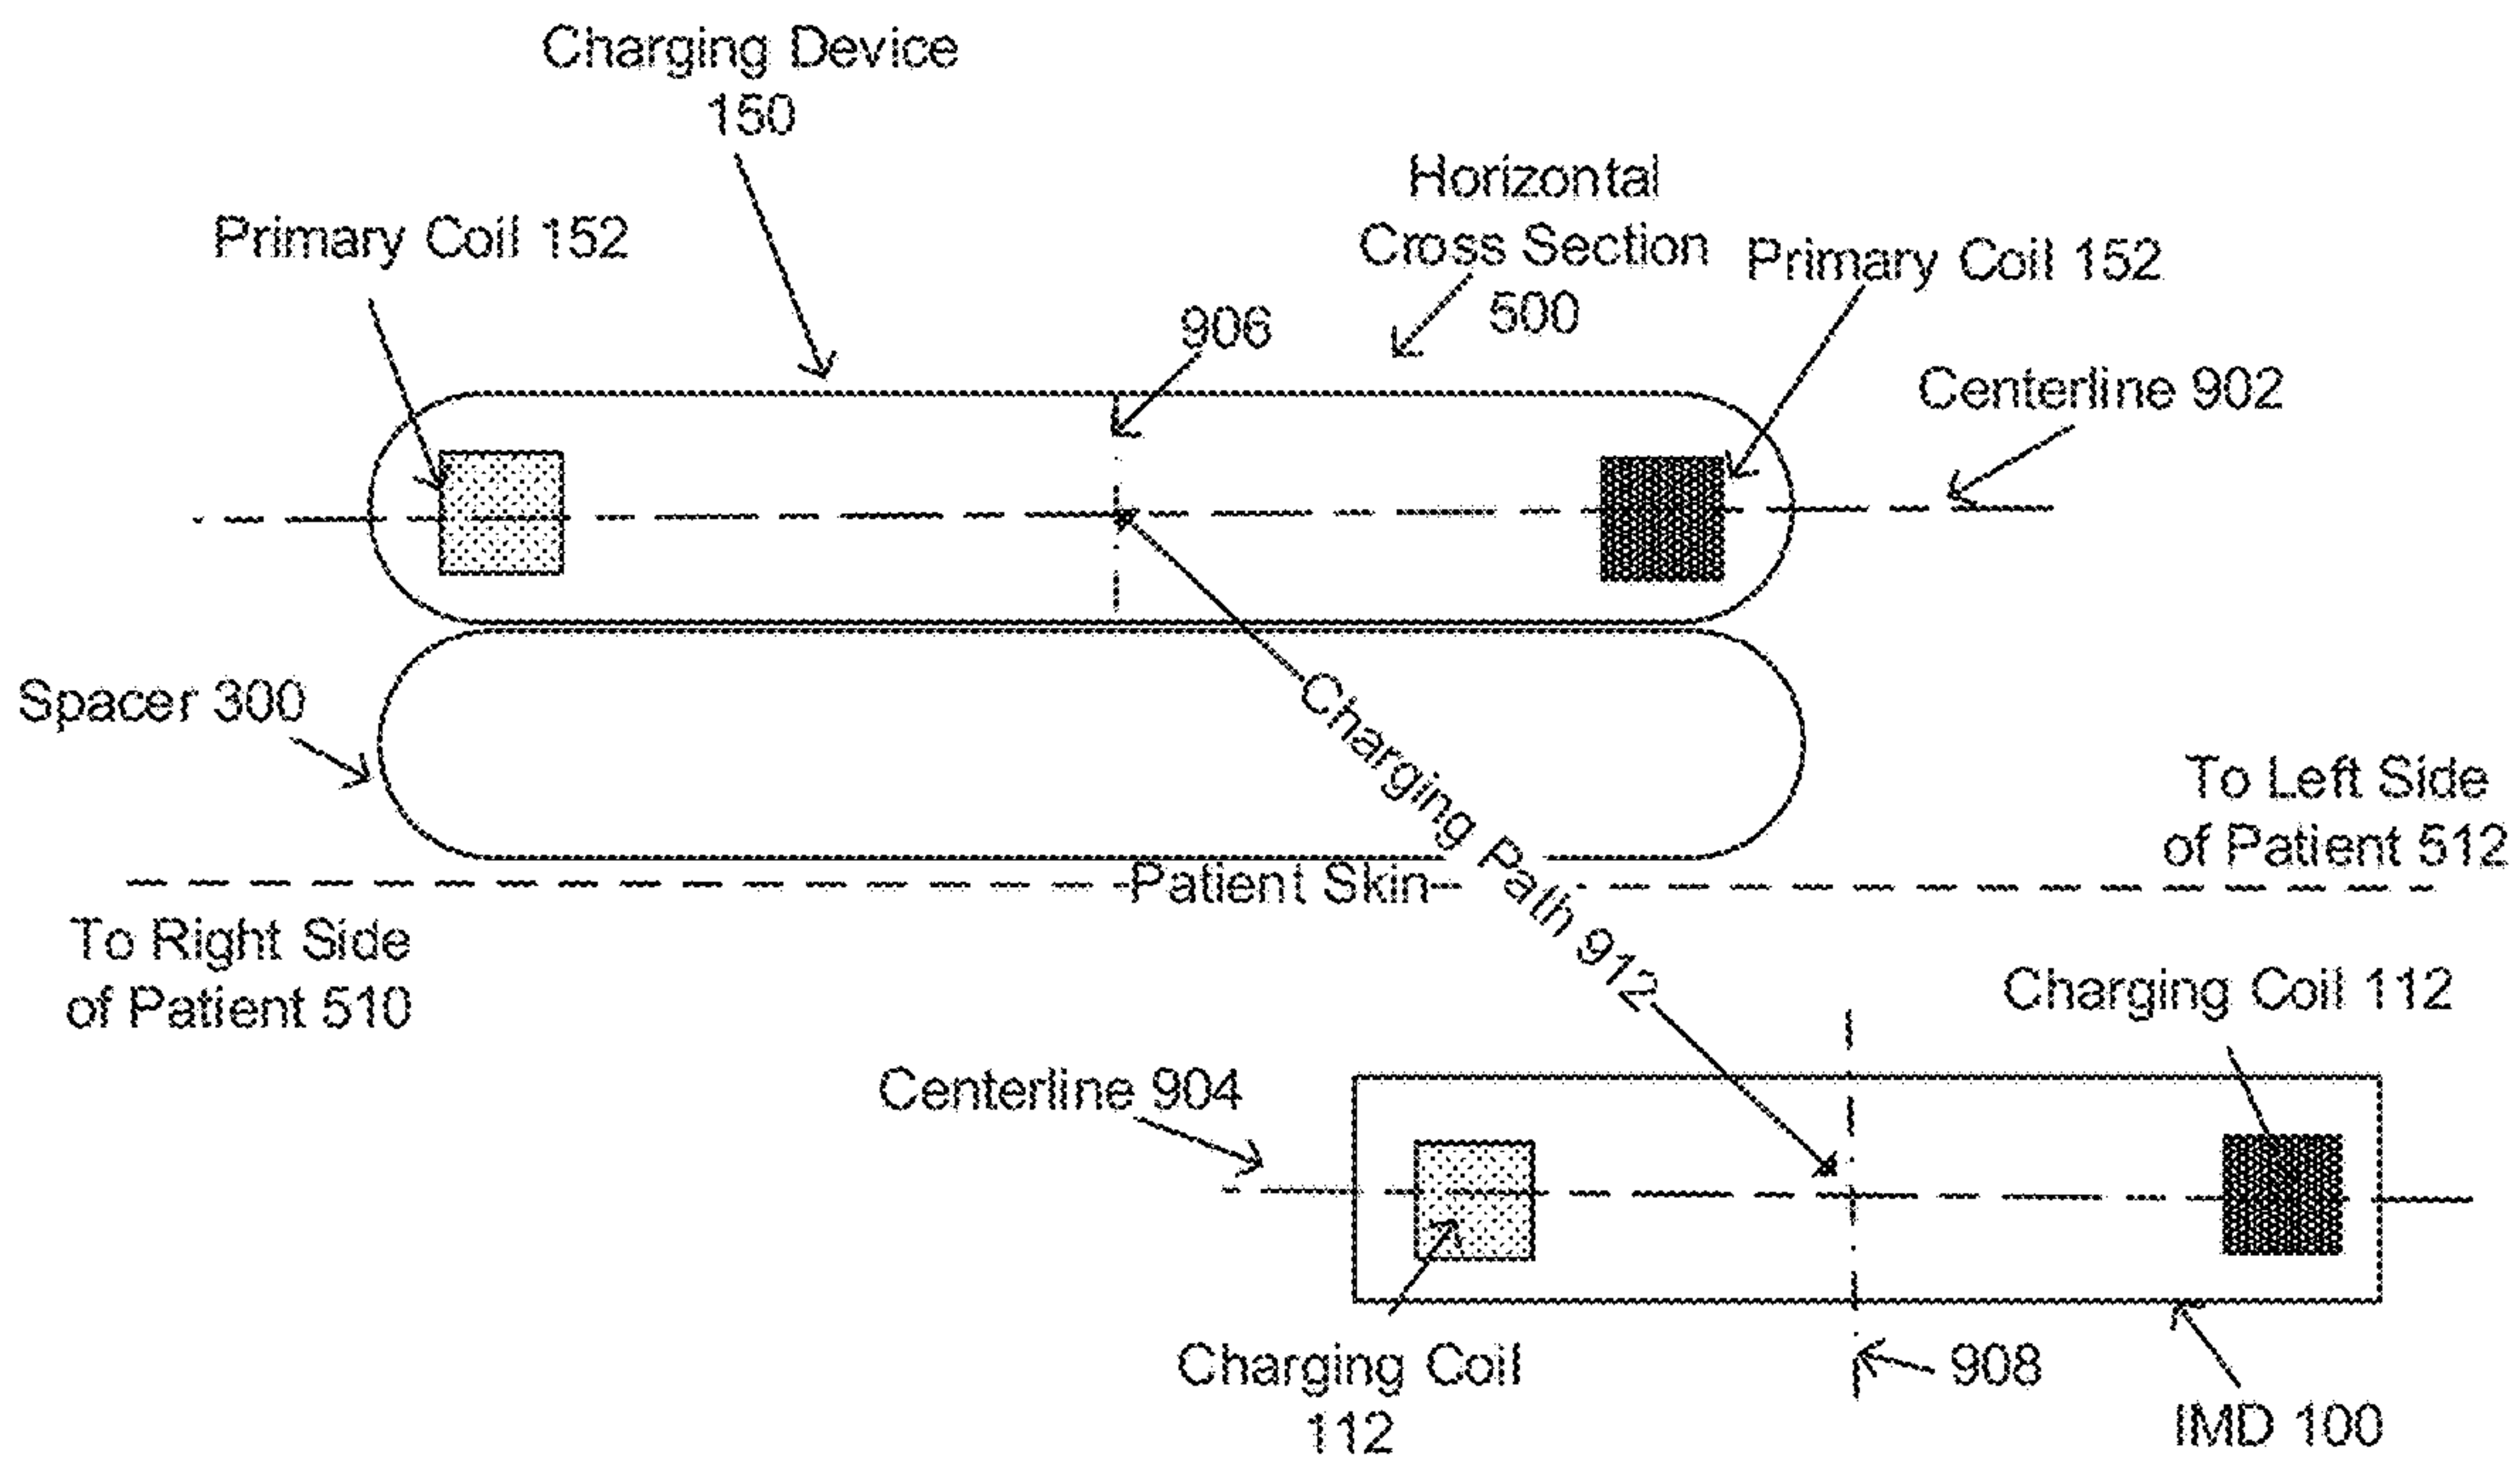 Charging Device
150
Horizontal
Cross Section
500
Primary Coil 152
Primary Coil 152
906
Centerline 902
Spacer 300
Charging Path 912
To Left Side
of Patient 512
Patient Skin
To Right Side
of Patient 510
Charging Coil 112
Centerline 904
Charging Coil
112
908
IMD 100